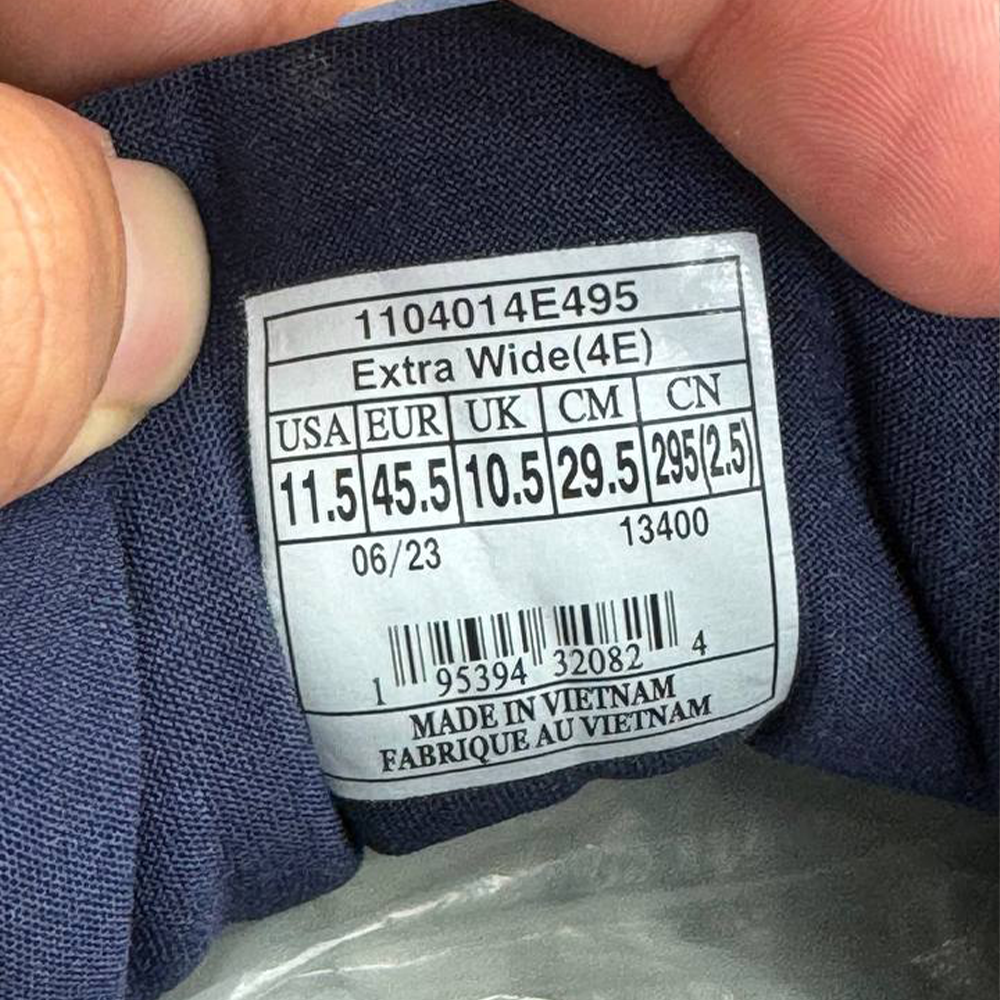 1104014E495
Extra Wide(4E)
USA EUR UK CM CN
11.5 45.5 10.5 29.5 295(2.5)
06/23 13400
1 95394 32082 4
MADE IN VIETNAM
FABRIQUE AU VIETNAM